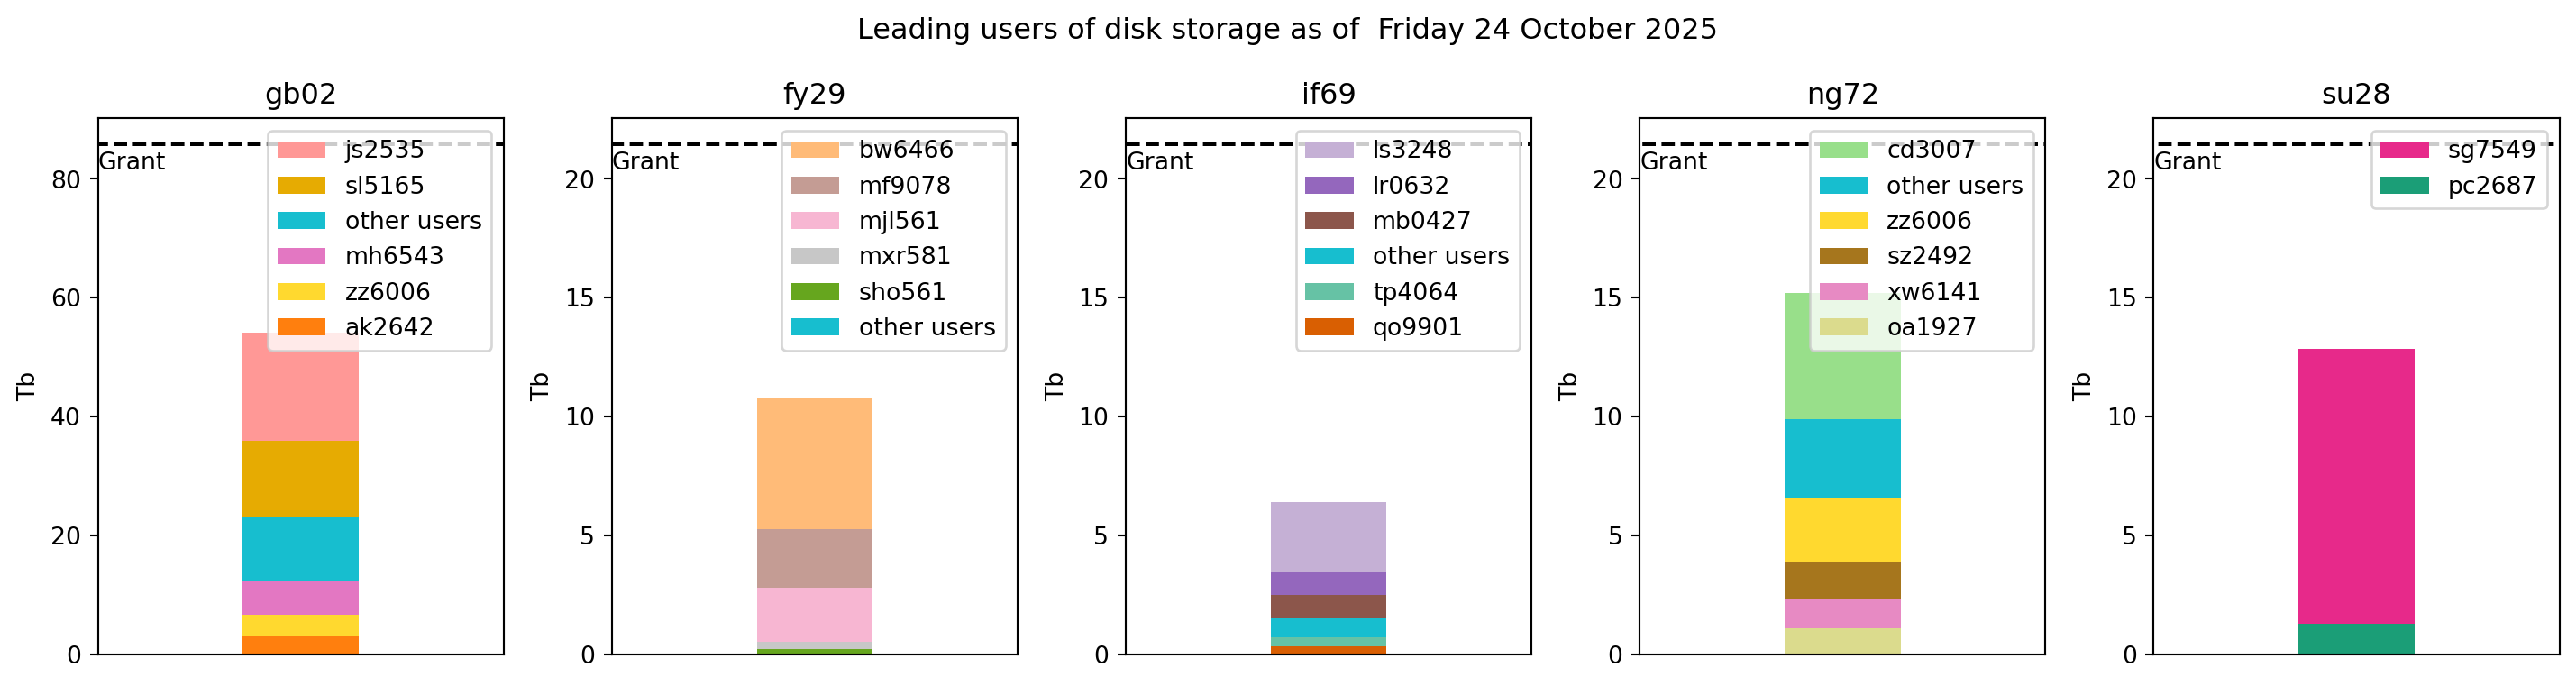 Leading users of disk storage as of  Friday 24 October 2025
gb02
Grant
js2535
sl5165
other users
mh6543
zz6006
ak2642
80
60
40
20
0
Tb
fy29
Grant
bw6466
mf9078
mjl561
mxr581
sho561
other users
20
15
10
5
0
Tb
if69
Grant
ls3248
lr0632
mb0427
other users
tp4064
qo9901
20
15
10
5
0
Tb
ng72
Grant
cd3007
other users
zz6006
sz2492
xw6141
oa1927
20
15
10
5
0
Tb
su28
Grant
sg7549
pc2687
20
15
10
5
0
Tb